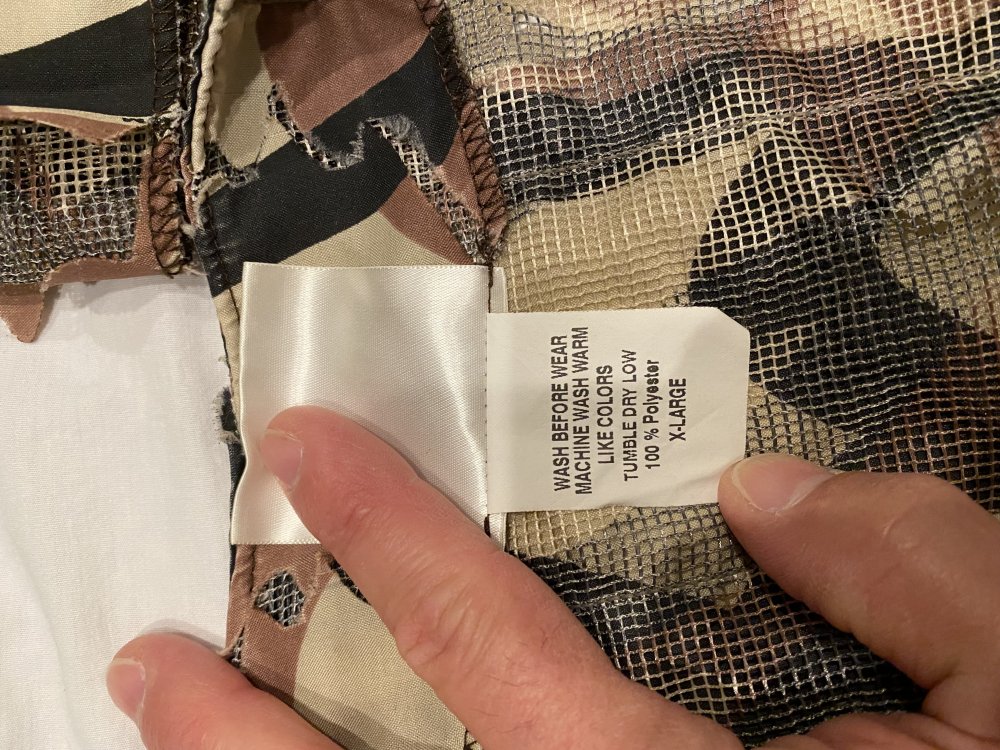 WASH BEFORE WEAR
MACHINE WASH WARM
LIKE COLORS
TUMBLE DRY LOW
100 % Polyester
X-LARGE